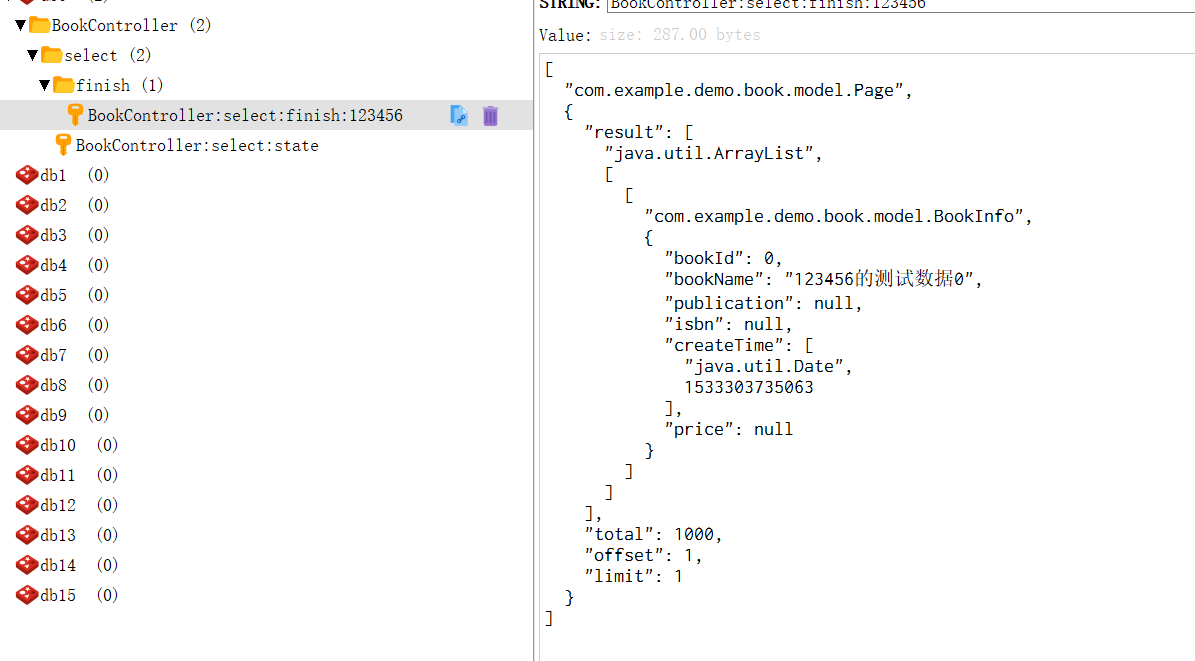 BookController (2)
select (2)
finish (1)
BookController:select:finish:123456
BookController:select:state
db1 (0)
db2 (0)
db3 (0)
db4 (0)
db5 (0)
db6 (0)
db7 (0)
db8 (0)
db9 (0)
db10 (0)
db11 (0)
db12 (0)
db13 (0)
db14 (0)
db15 (0)
STRING: BookController:select:finish:123456
Value: size: 287.00 bytes
[
"com.example.demo.book.model.Page",
{
"result": [
"java.util.ArrayList",
[
[
"com.example.demo.book.model.BookInfo",
{
"bookId": 0,
"bookName": "123456的测试数据0",
"publication": null,
"isbn": null,
"createTime": [
"java.util.Date",
1533303735063
],
"price": null
}
]
]
],
"total": 1000,
"offset": 1,
"limit": 1
}
]